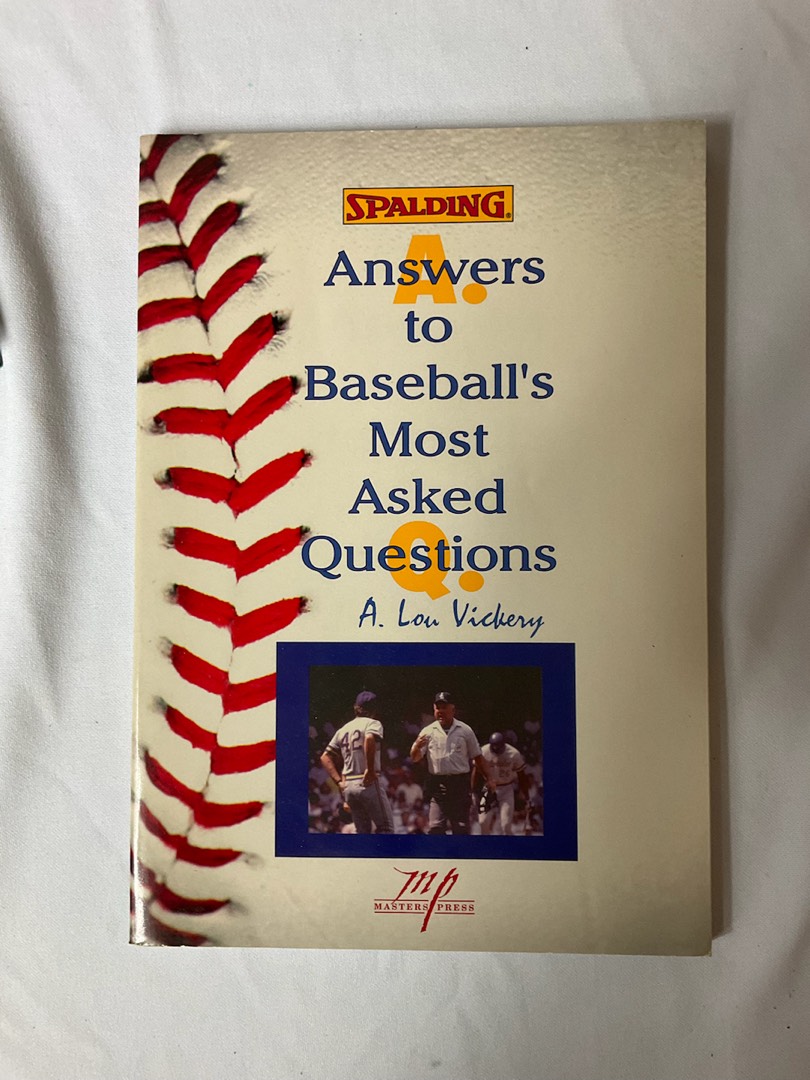 SPALDING®
A.
Answers
to
Baseball's
Most
Asked
Q.
Questions
A. Lou Vickery
42
mp
MASTERS PRESS